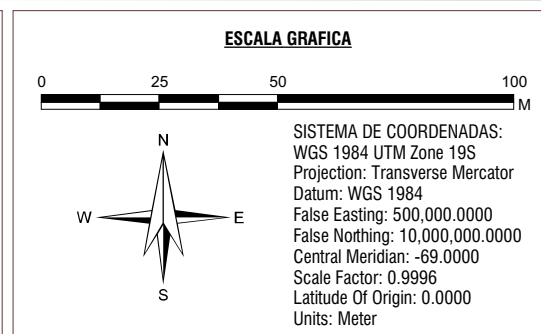 ESCALA GRAFICA
0 25 50 100
M
N
W E
S
SISTEMA DE COORDENADAS:
WGS 1984 UTM Zone 19S
Projection: Transverse Mercator
Datum: WGS 1984
False Easting: 500,000.0000
False Northing: 10,000,000.0000
Central Meridian: -69.0000
Scale Factor: 0.9996
Latitude Of Origin: 0.0000
Units: Meter